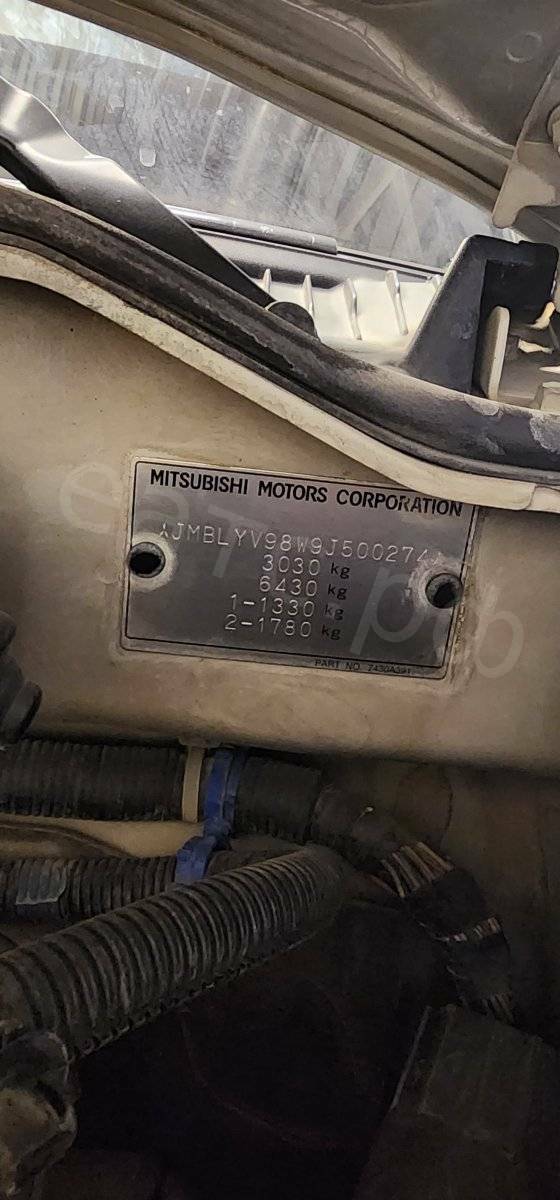 MITSUBISHI MOTORS CORPORATION
*JMBLYV98W9J500274*
3030 kg
6430 kg
1-1330 kg
2-1780 kg
PART NO. 7430A391